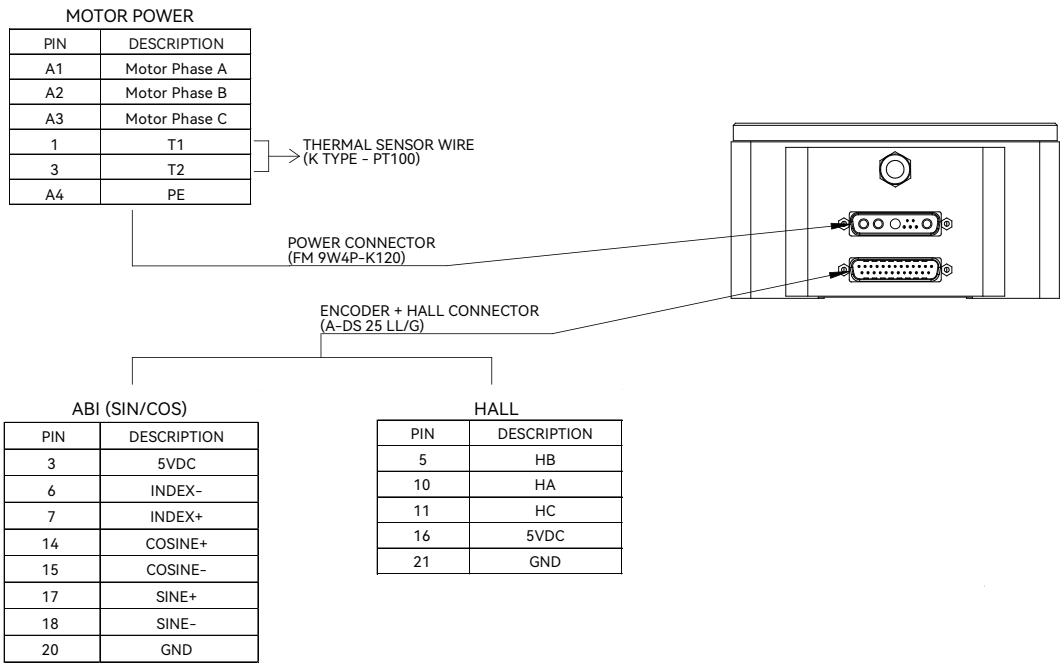 MOTOR POWER
PIN DESCRIPTION
A1 Motor Phase A
A2 Motor Phase B
A3 Motor Phase C
1 T1
3 T2
A4 PE
THERMAL SENSOR WIRE
(K TYPE - PT100)
POWER CONNECTOR
(FM 9W4P-K120)
ENCODER + HALL CONNECTOR
(A-DS 25 LL/G)
ABI (SIN/COS)
PIN DESCRIPTION
3 5VDC
6 INDEX-
7 INDEX+
14 COSINE+
15 COSINE-
17 SINE+
18 SINE-
20 GND
HALL
PIN DESCRIPTION
5 HB
10 HA
11 HC
16 5VDC
21 GND